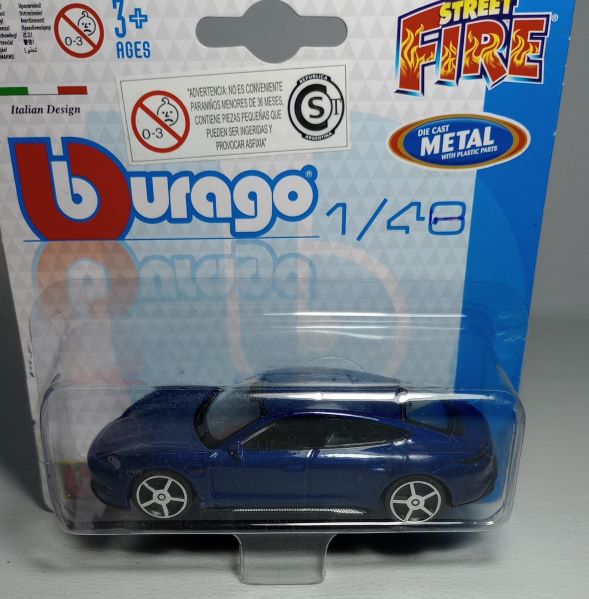 3+
AGES
0-3
STREET
FIRE
Italian Design
"ADVERTENCIA: NO ES CONVENIENTE
PARA NIÑOS MENORES DE 36 MESES,
CONTIENE PIEZAS PEQUEÑAS QUE
PUEDEN SER INGERIDAS Y
PROVOCAR ASFIXIA"
0-3
REPUBLICA
ARGENTINA
DIE CAST
METAL
WITH PLASTIC PARTS
Burago
1/48